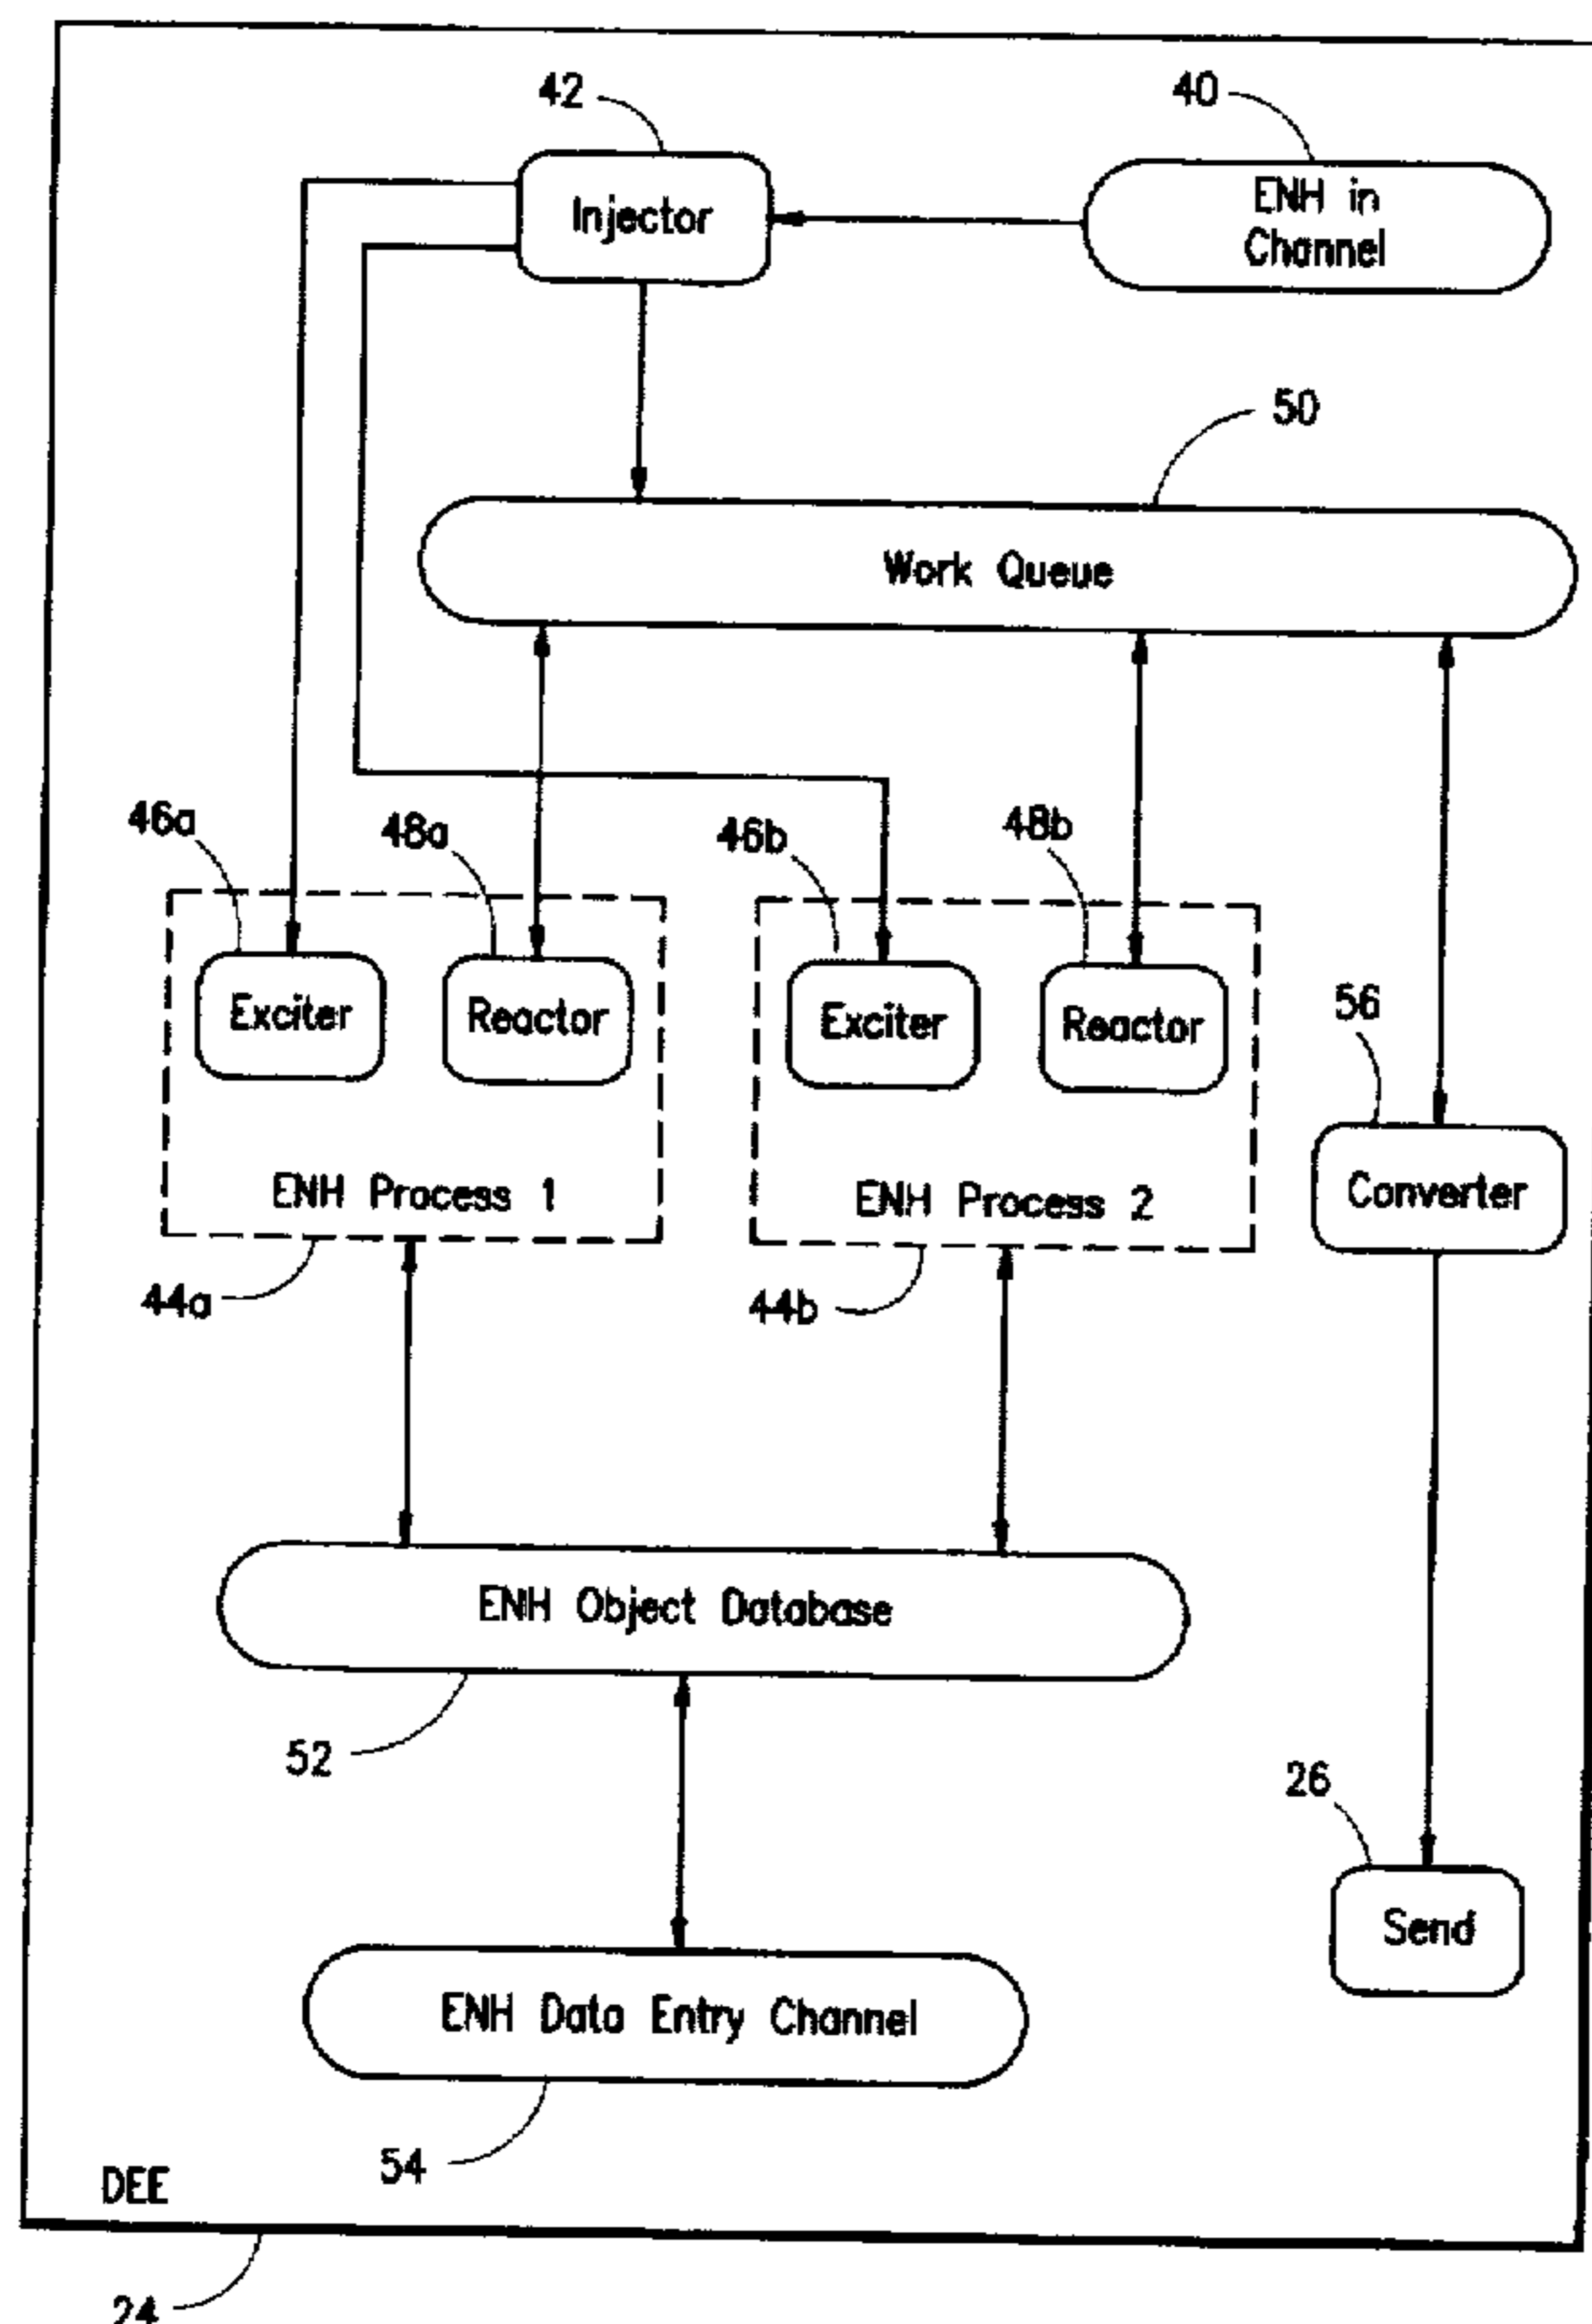 42
40
Injector
ENH in
Channel
50
Work Queue
46a
48a
46b
48b
Exciter
Reactor
Exciter
Reactor
56
ENH Process 1
ENH Process 2
Converter
44a
44b
ENH Object Database
52
26
Send
ENH Data Entry Channel
54
DEE
24